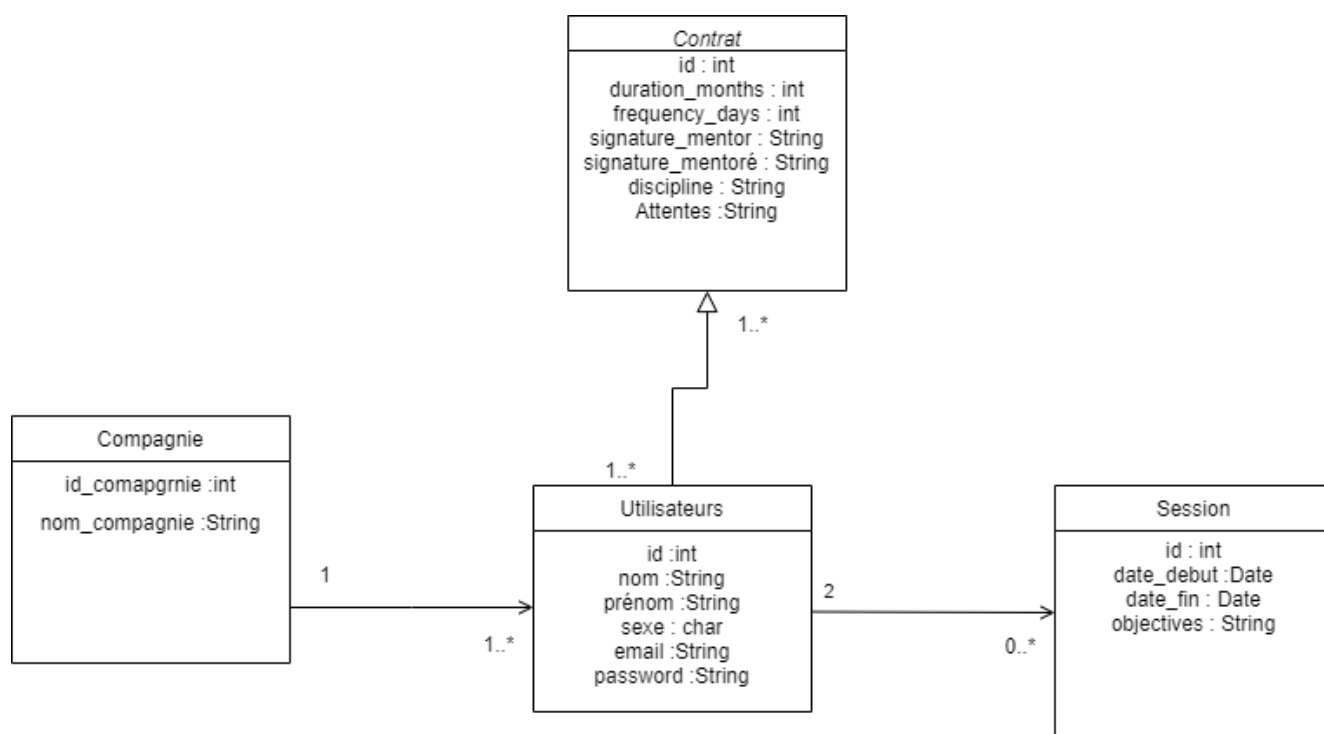 Contrat
id : int
duration_months : int
frequency_days : int
signature_mentor : String
signature_mentoré : String
discipline : String
Attentes :String
1..*
Compagnie
id_comapgrnie :int
nom_compagnie :String
1
1..*
1..*
Utilisateurs
id :int
nom :String
prénom :String
sexe : char
email :String
password :String
2
0..*
Session
id : int
date_debut :Date
date_fin : Date
objectives : String